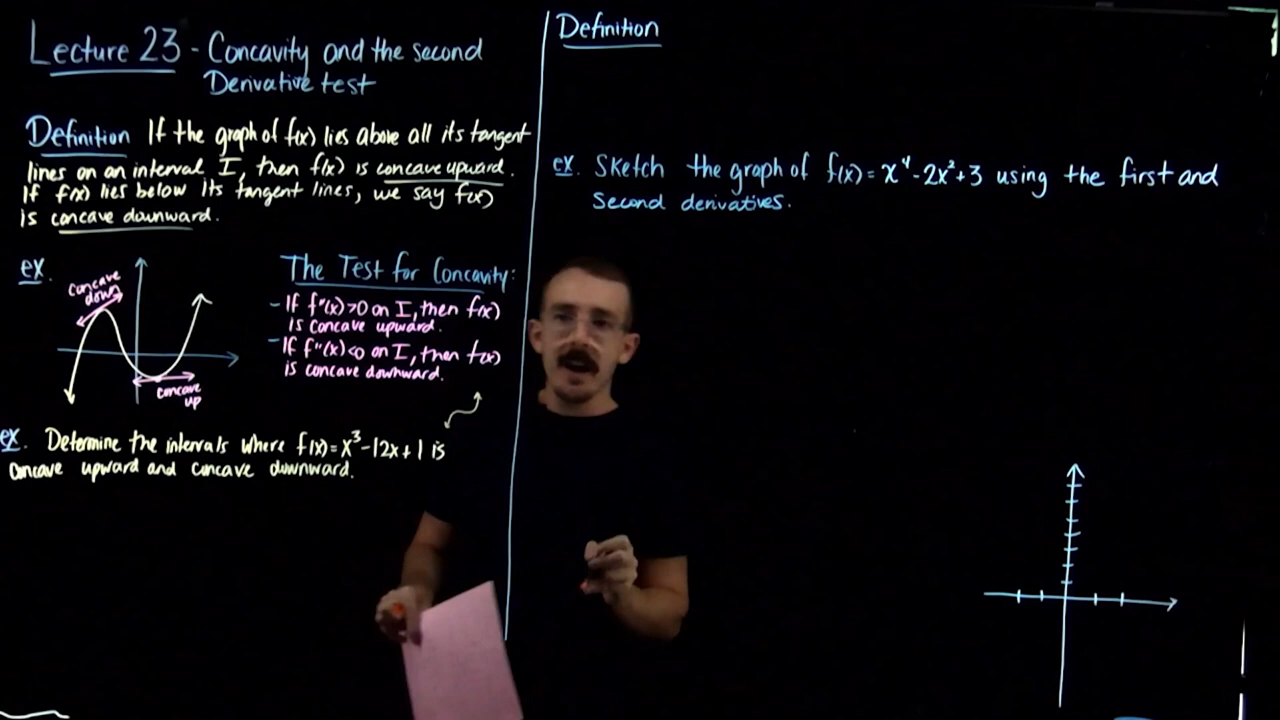 Lecture 23 - Concavity and the second
Derivative test
Definition If the graph of f(x) lies above all its tangent
lines on an interval I, then f(x) is concave upward.
If f(x) lies below its tangent lines, we say f(x)
is concave downward.
ex.
concave
down
concave
up
The Test for Concavity:
- If f"(x)>0 on I, then f(x)
is concave upward.
- If f"(x)<0 on I, then f(x)
is concave downward.
ex. Determine the intervals where f(x)=x³-12x+1 is
concave upward and concave downward.
Definition
ex. Sketch the graph of f(x)=x⁴-2x²+3 using the first and
second derivatives.